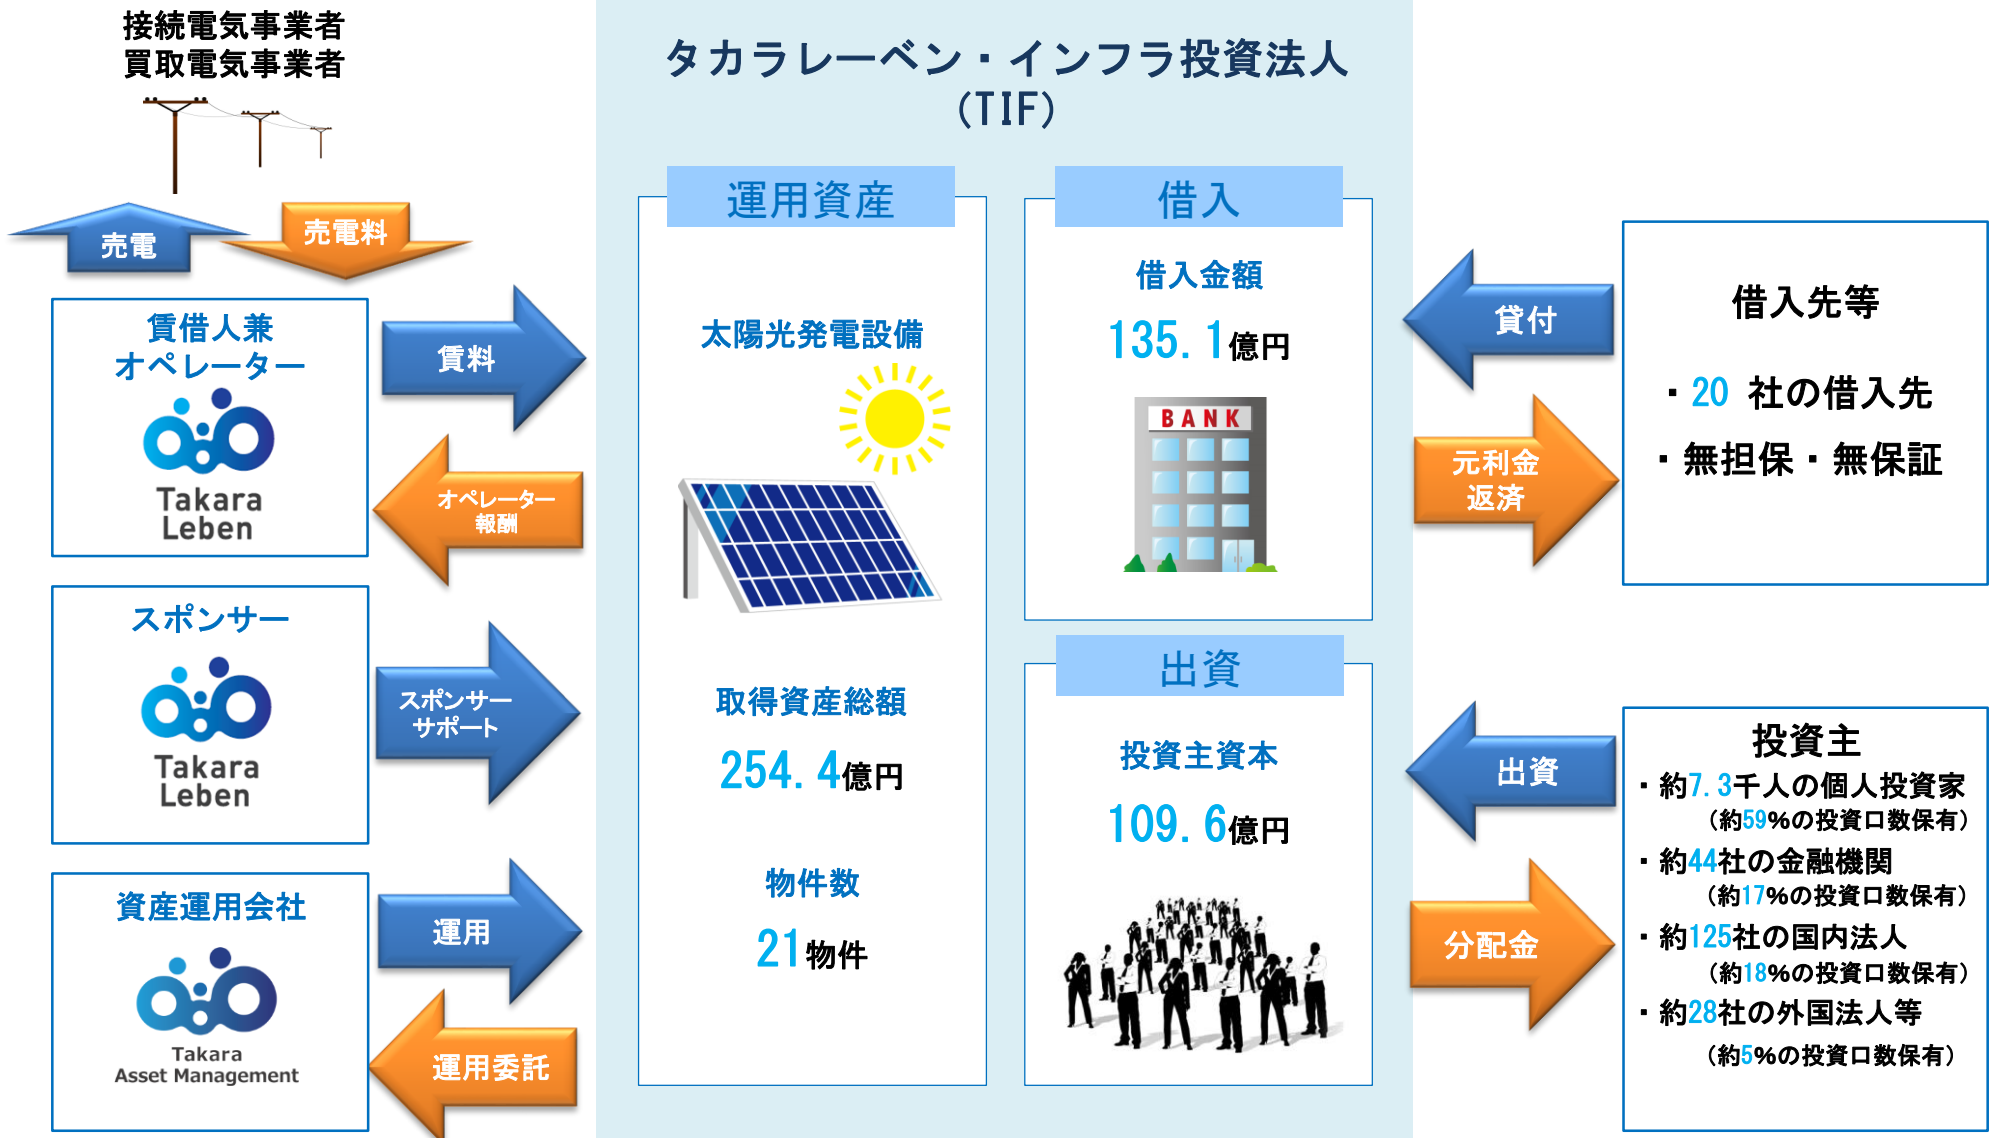 接続電気事業者
買取電気事業者
売電
売電料
賃借人兼
オペレーター
Takara
Leben
賃料
オペレーター
報酬
スポンサー
Takara
Leben
スポンサー
サポート
資産運用会社
Takara
Asset Management
運用
運用委託
タカラレーベン・インフラ投資法人
(TIF)
運用資産
太陽光発電設備
取得資産総額
254.4億円
物件数
21物件
借入
借入金額
135.1億円
BANK
出資
投資主資本
109.6億円
貸付
元利金
返済
借入先等
・20 社の借入先
・無担保・無保証
出資
分配金
投資主
・約7.3千人の個人投資家
（約59%の投資口数保有）
・約44社の金融機関
（約17%の投資口数保有）
・約125社の国内法人
（約18%の投資口数保有）
・約28社の外国法人等
（約5%の投資口数保有）